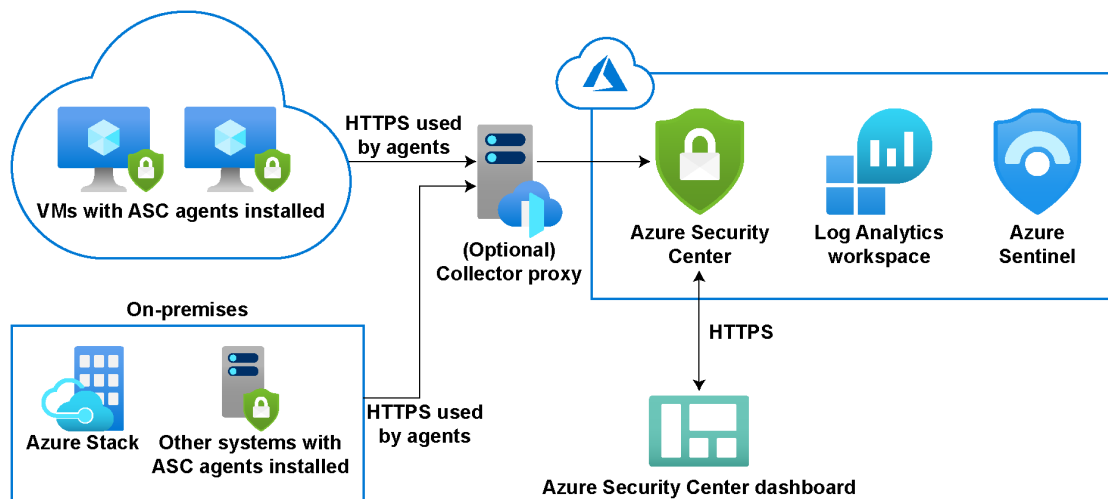 HTTPS used
by agents
VMs with ASC agents installed
(Optional)
Collector proxy
Azure Security
Center
Log Analytics
workspace
Azure
Sentinel
On-premises
HTTPS
Azure Stack
Other systems with
ASC agents installed
HTTPS used
by agents
Azure Security Center dashboard